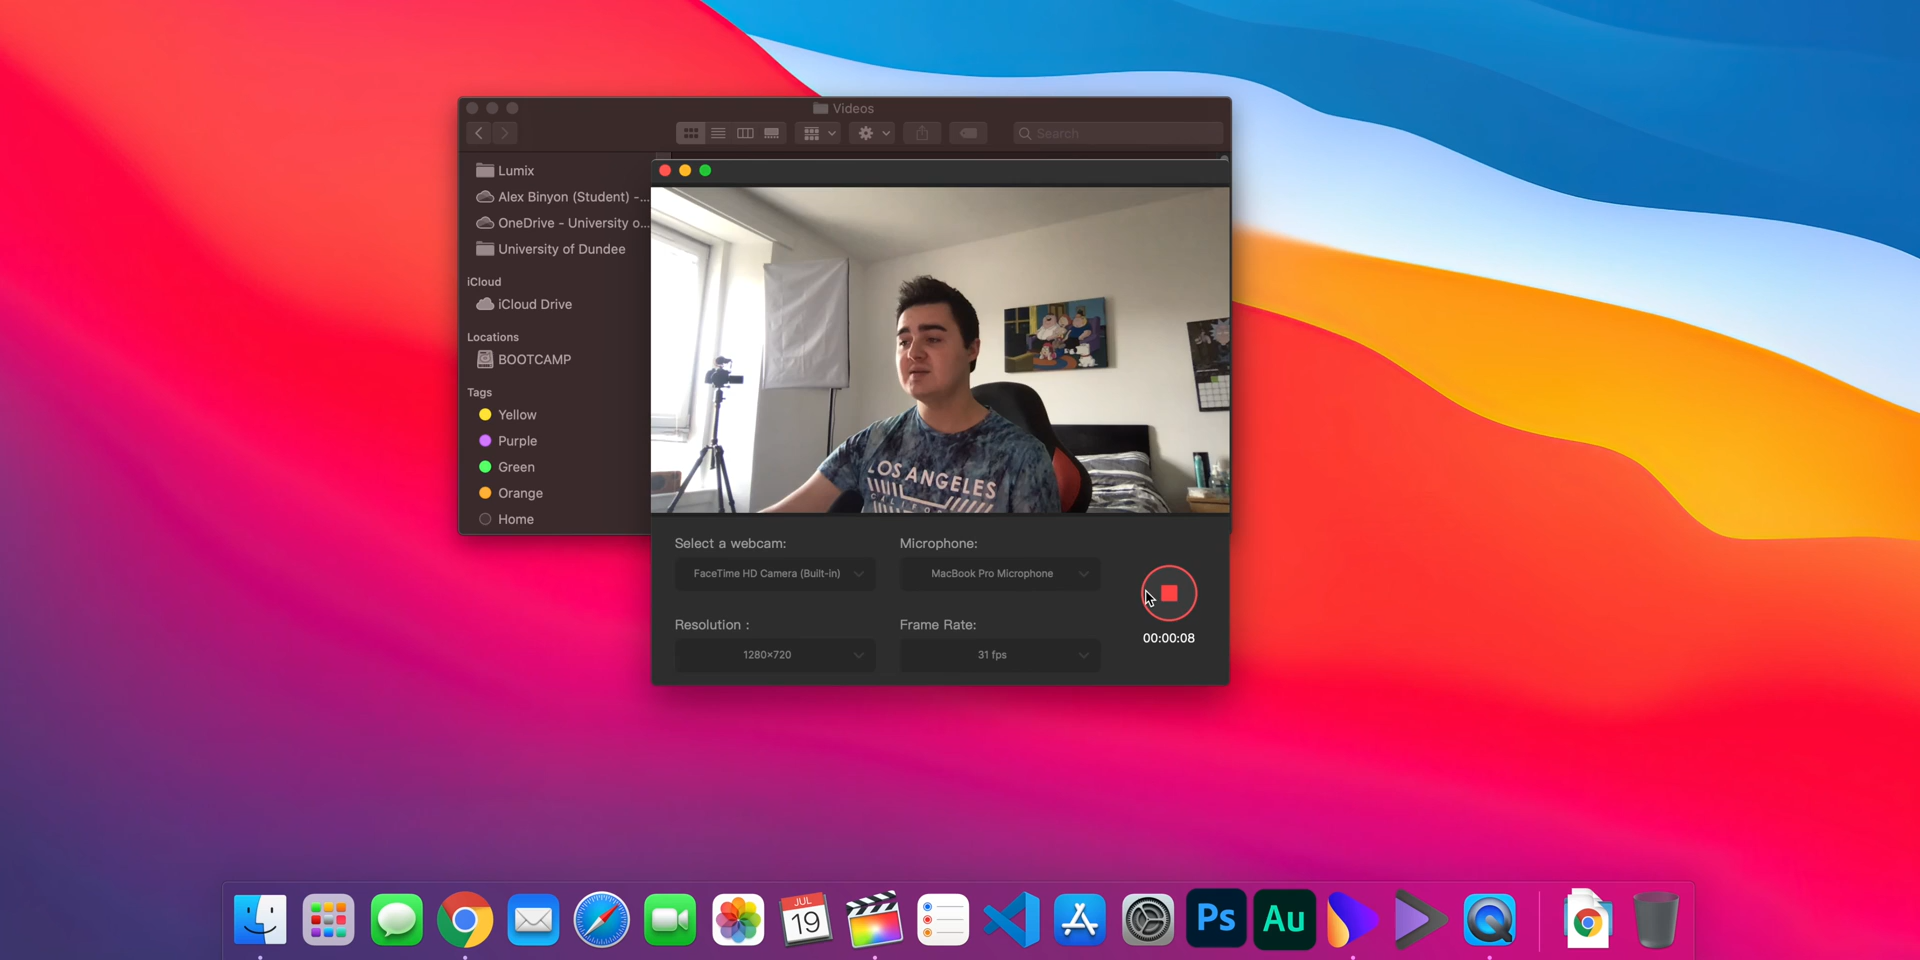 Videos
Search
Lumix
Alex Binyon (Student) -...
OneDrive - University o...
University of Dundee
iCloud
iCloud Drive
Locations
BOOTCAMP
Tags
Yellow
Purple
Green
Orange
Home
LOS ANGELES
Select a webcam:
Microphone:
FaceTime HD Camera (Built-in)
MacBook Pro Microphone
Resolution :
Frame Rate:
1280×720
31 fps
00:00:08
JUL
19
Ps
Au